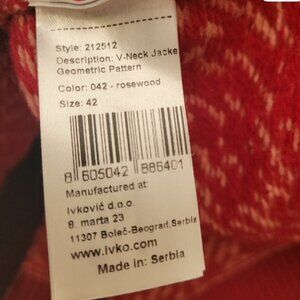 Style: 212512
Description: V-Neck Jacke
Geometric Pattern
Color: 042 - rosewood
Size: 42
8 605042 886401
Manufactured at:
Ivković d.o.o.
8. marta 23
11307 Boleč-Beograd,Serbia
www.ivko.com
Made in: Serbia